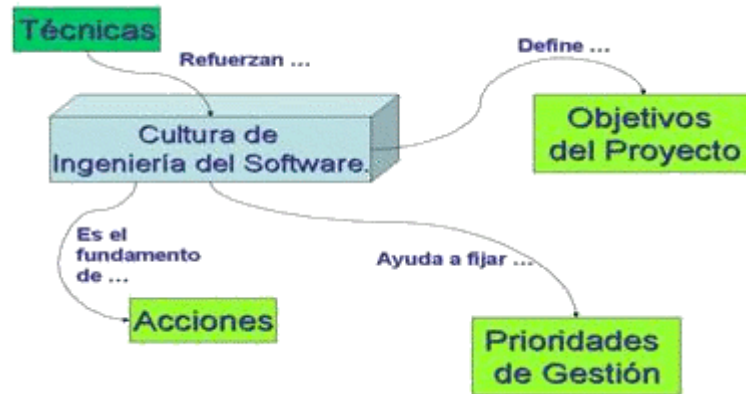 Técnicas
Refuerzan ...
Define ...
Cultura de
Ingeniería del Software.
Objetivos
del Proyecto
Es el
fundamento
de ...
Ayuda a fijar ...
Acciones
Prioridades
de Gestión